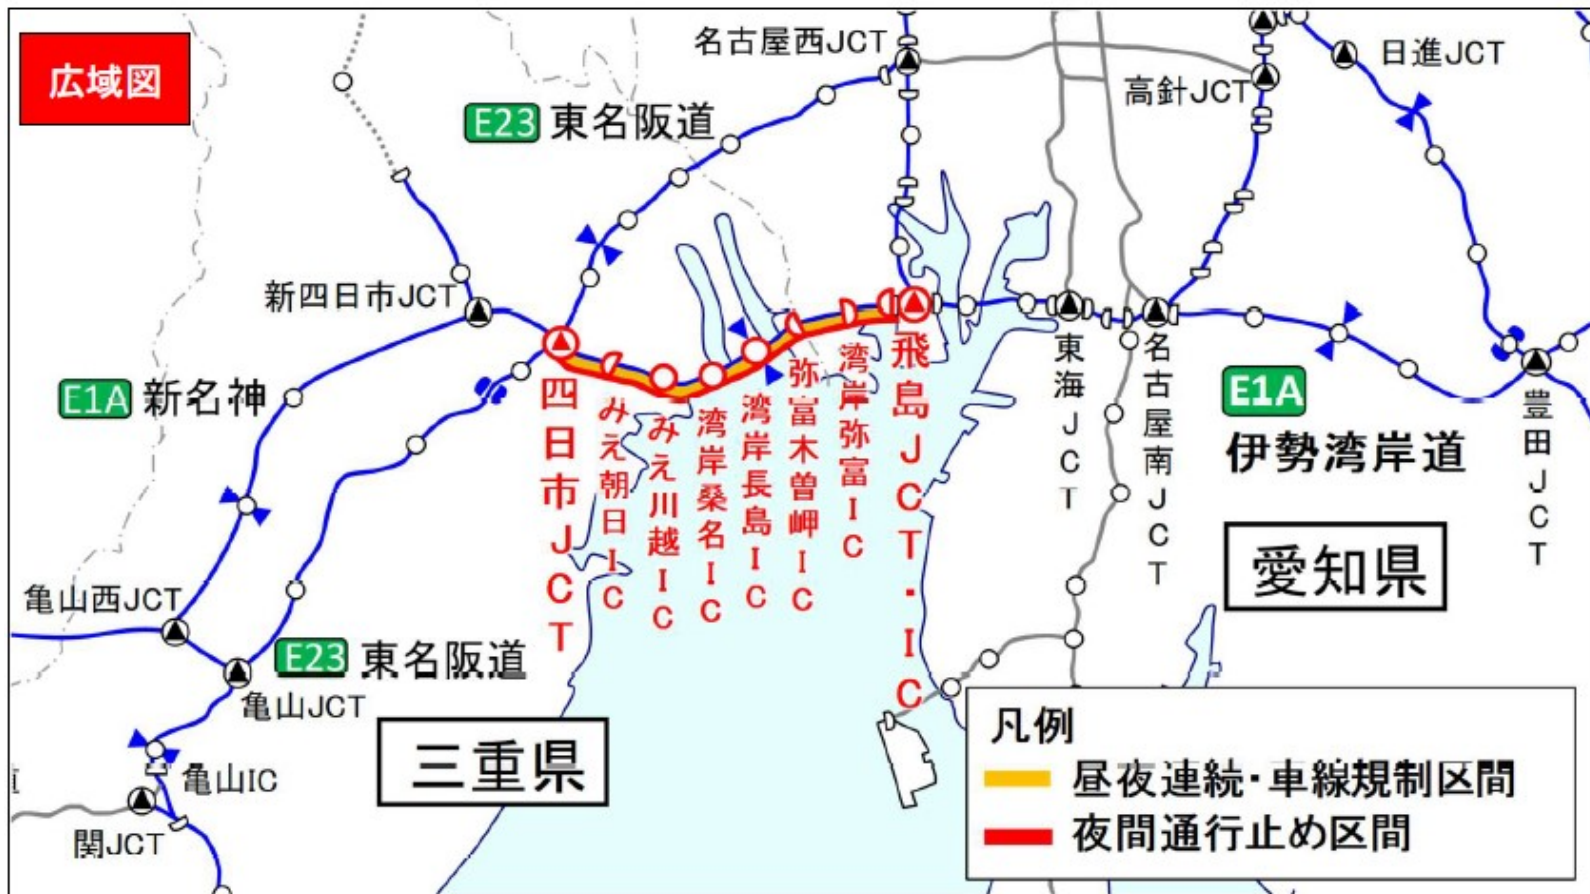 広域図
名古屋西JCT
日進JCT
高針JCT
E23 東名阪道
新四日市JCT
E1A 新名神
四日市JCT
みえ朝日IC
みえ川越IC
湾岸桑名IC
湾岸長島IC
弥富木曽岬IC
湾岸弥富IC
飛島JCT・IC
東海JCT
名古屋南JCT
E1A
伊勢湾岸道
豊田JCT
愛知県
亀山西JCT
E23 東名阪道
亀山JCT
三重県
亀山IC
関JCT
凡例
昼夜連続・車線規制区間
夜間通行止め区間